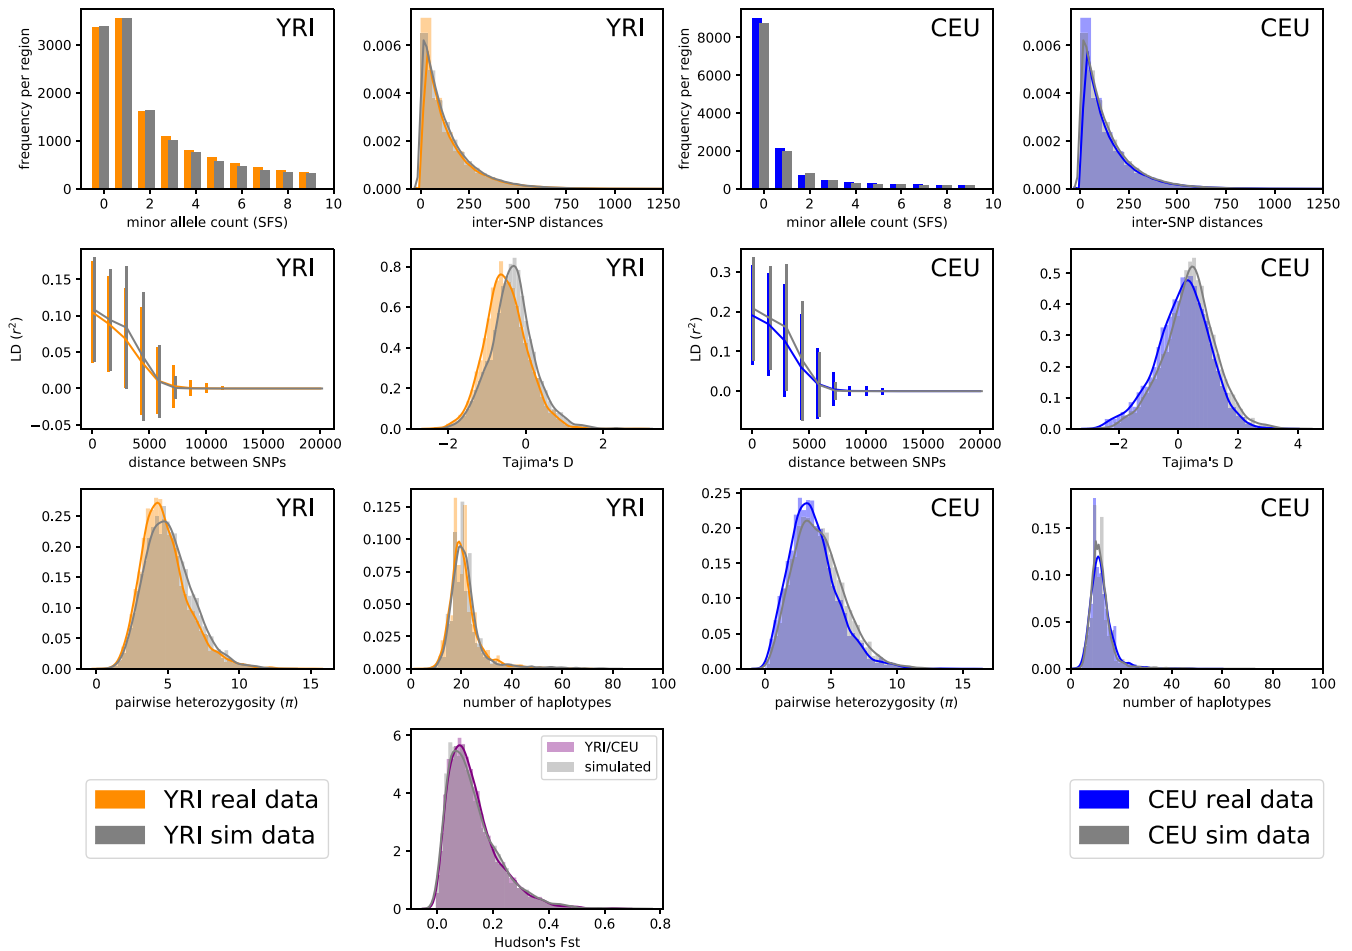 YRI
frequency per region
3000
2000
1000
0
0 2 4 6 8 10
minor allele count (SFS)
YRI
0.006
0.004
0.002
0.000
0 250 500 750 1000 1250
inter-SNP distances
CEU
frequency per region
8000
6000
4000
2000
0
0 2 4 6 8 10
minor allele count (SFS)
CEU
0.006
0.004
0.002
0.000
0 250 500 750 1000 1250
inter-SNP distances
YRI
LD (r²)
0.15
0.10
0.05
0.00
−0.05
0 5000 10000 15000 20000
distance between SNPs
YRI
0.8
0.6
0.4
0.2
0.0
−2 0 2
Tajima's D
CEU
LD (r²)
0.3
0.2
0.1
0.0
0 5000 10000 15000 20000
distance between SNPs
CEU
0.5
0.4
0.3
0.2
0.1
0.0
−2 0 2 4
Tajima's D
YRI
0.25
0.20
0.15
0.10
0.05
0.00
0 5 10 15
pairwise heterozygosity (π)
YRI
0.125
0.100
0.075
0.050
0.025
0.000
0 20 40 60 80 100
number of haplotypes
CEU
0.25
0.20
0.15
0.10
0.05
0.00
0 5 10 15
pairwise heterozygosity (π)
CEU
0.15
0.10
0.05
0.00
0 20 40 60 80 100
number of haplotypes
YRI real data
YRI sim data
YRI/CEU
simulated
6
4
2
0
0.0 0.2 0.4 0.6 0.8
Hudson's Fst
CEU real data
CEU sim data